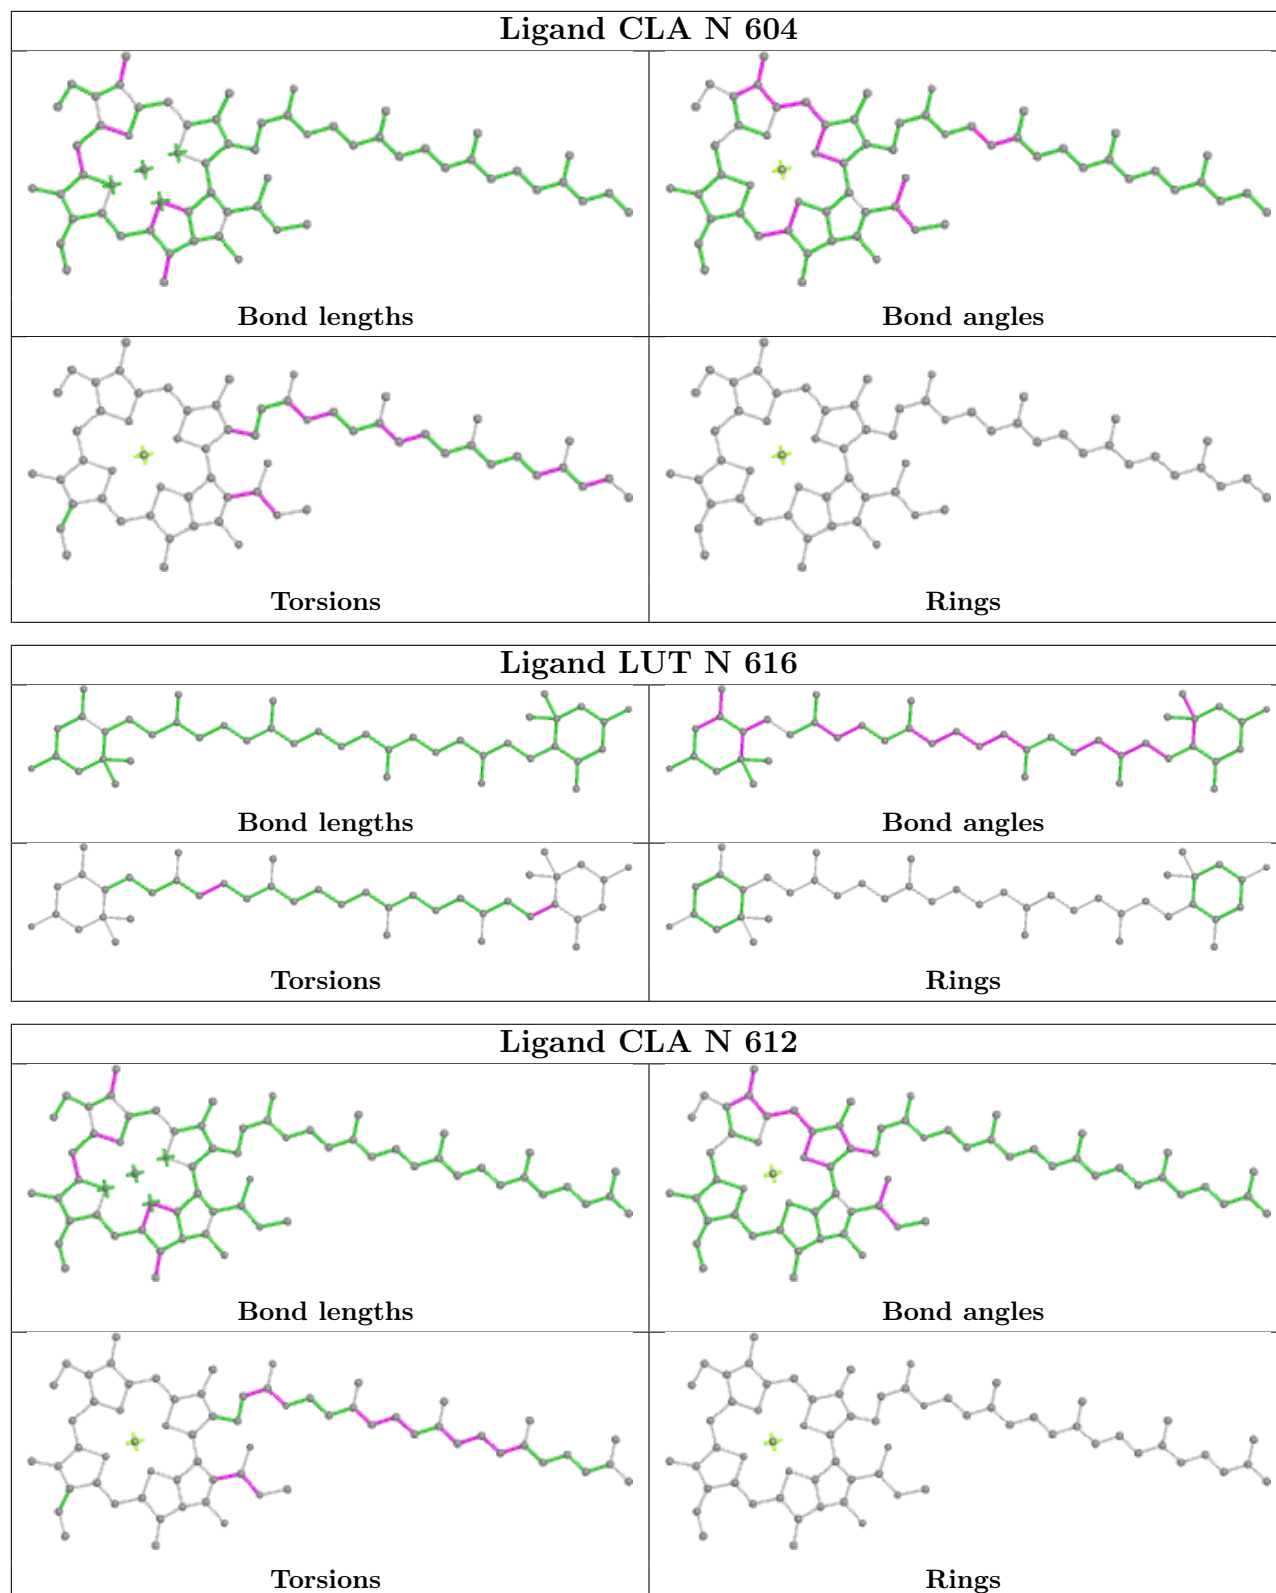 Ligand CLA N 604
Bond lengths
Bond angles
Torsions
Rings
Ligand LUT N 616
Bond lengths
Bond angles
Torsions
Rings
Ligand CLA N 612
Bond lengths
Bond angles
Torsions
Rings